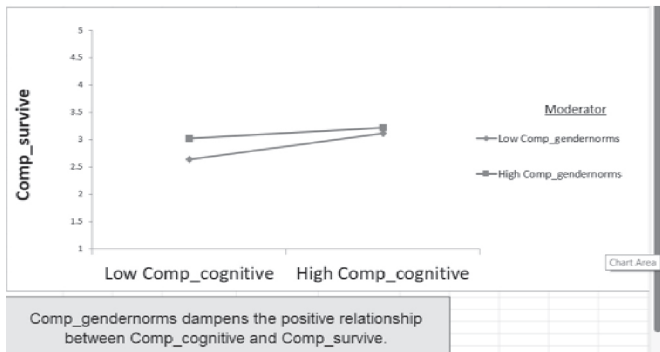 5
4.5
4
3.5
3
2.5
2
1.5
1
Comp_survive
Low Comp_cognitive High Comp_cognitive
Moderator
Low Comp_gendernorms
High Comp_gendernorms
Chart Area
Comp_gendernorms dampens the positive relationship
between Comp_cognitive and Comp_survive.